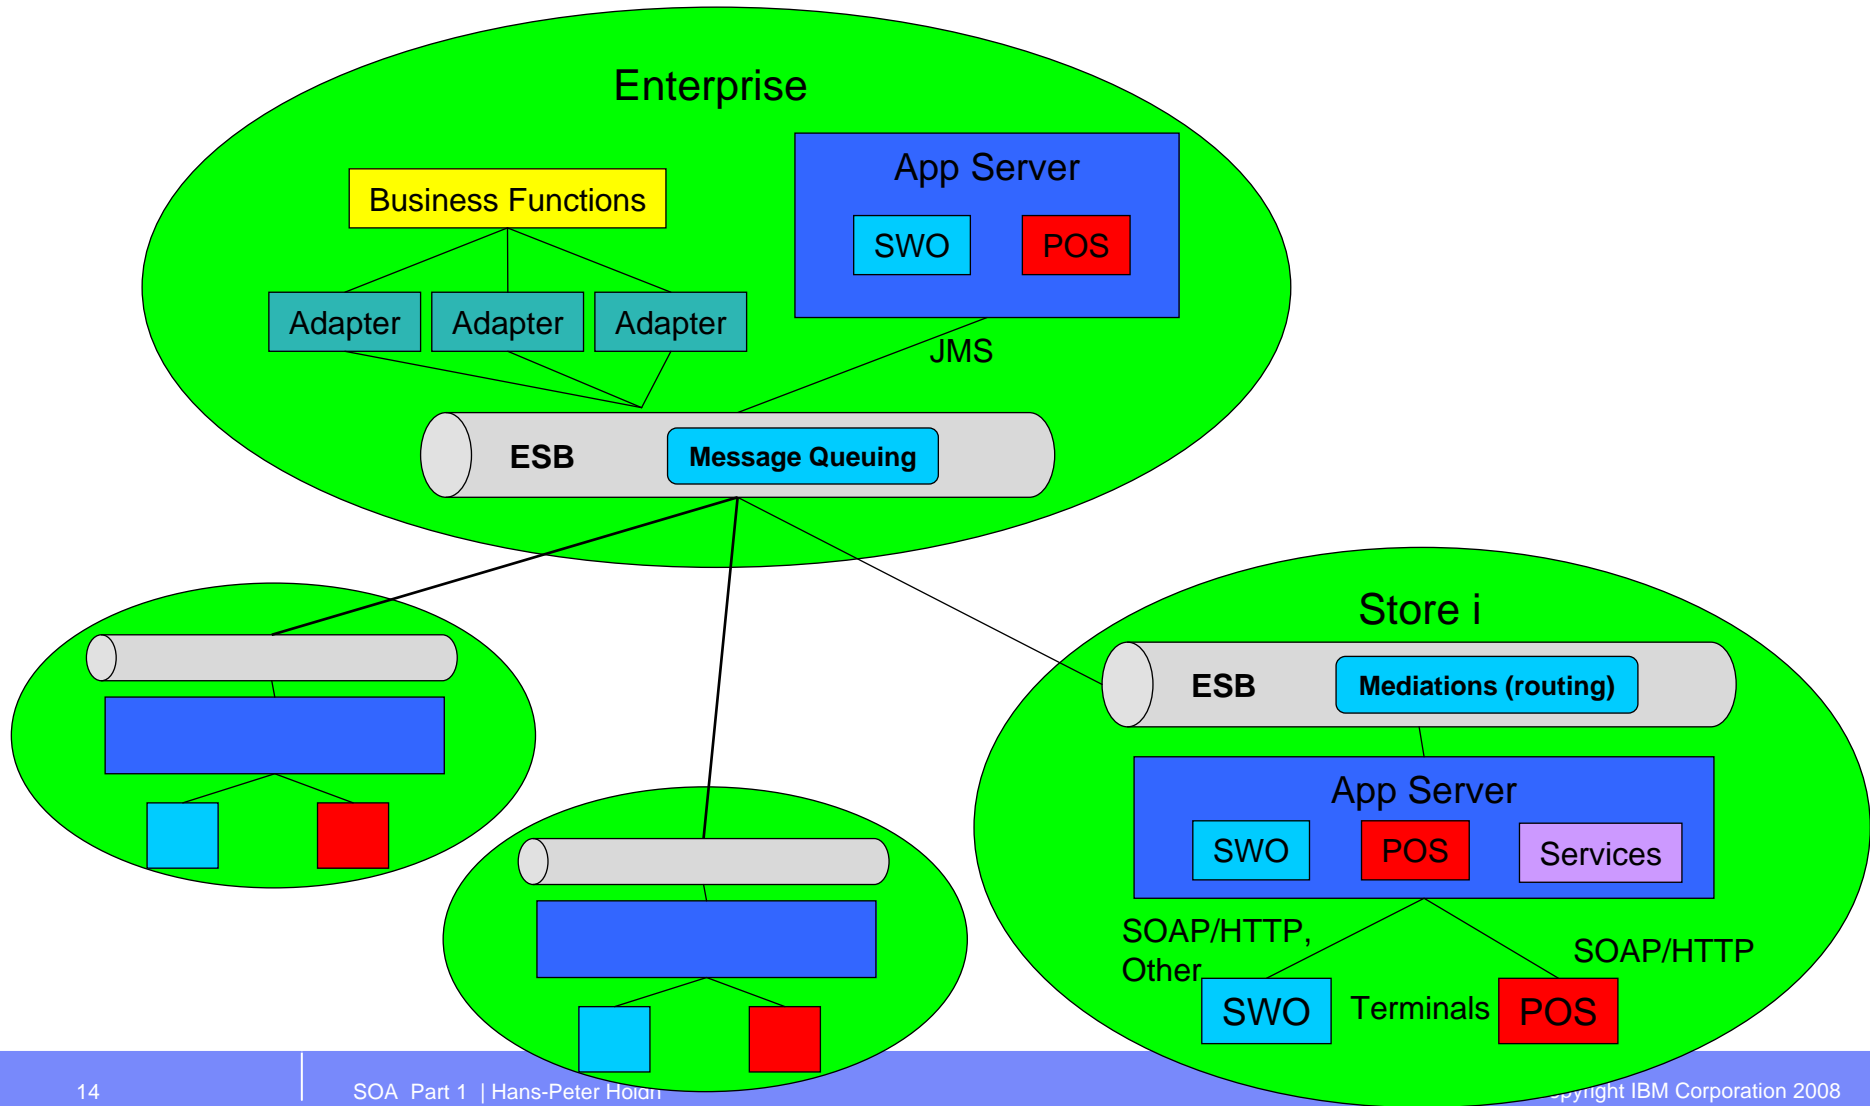 Enterprise
App Server
Business Functions
SWO
POS
Adapter
Adapter
Adapter
JMS
ESB
Message Queuing
Store i
ESB
Mediations (routing)
App Server
SWO
POS
Services
SOAP/HTTP,
Other
SOAP/HTTP
SWO
Terminals
POS
14
SOA Part 1 | Hans-Peter
IBM Corporation 2008